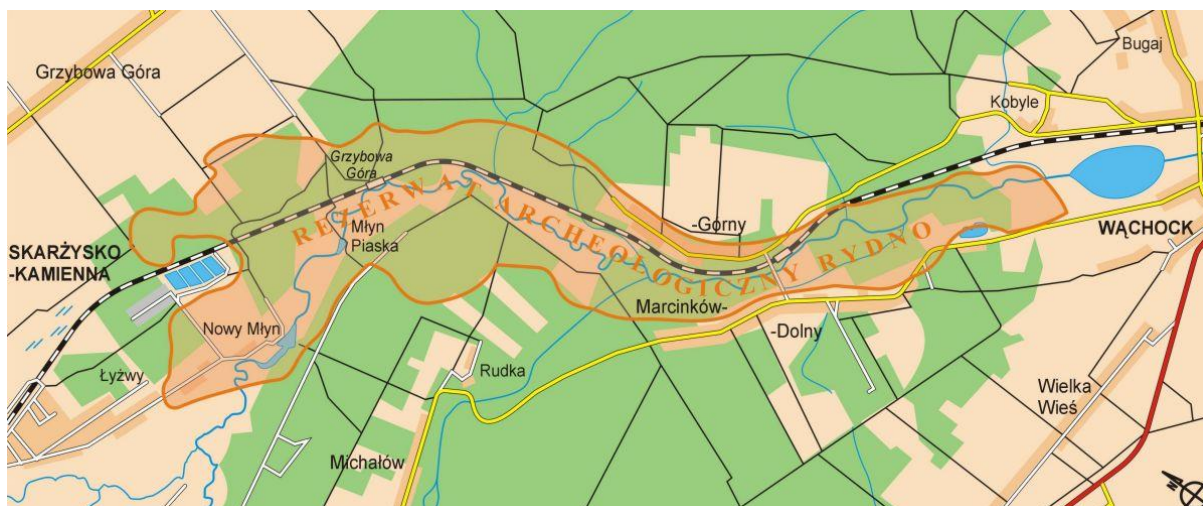 Grzybowa Góra
Bugaj
Kobyle
Grzybowa
Góra
REZERWAT ARCHEOLOGICZNY RYDNO
Młyn
Piaska
-Górny
WĄCHOCK
SKARŻYSKO
-KAMIENNA
Marcinków-
Nowy Młyn
-Dolny
Łyżwy
Rudka
Wielka
Wieś
Michałów
N